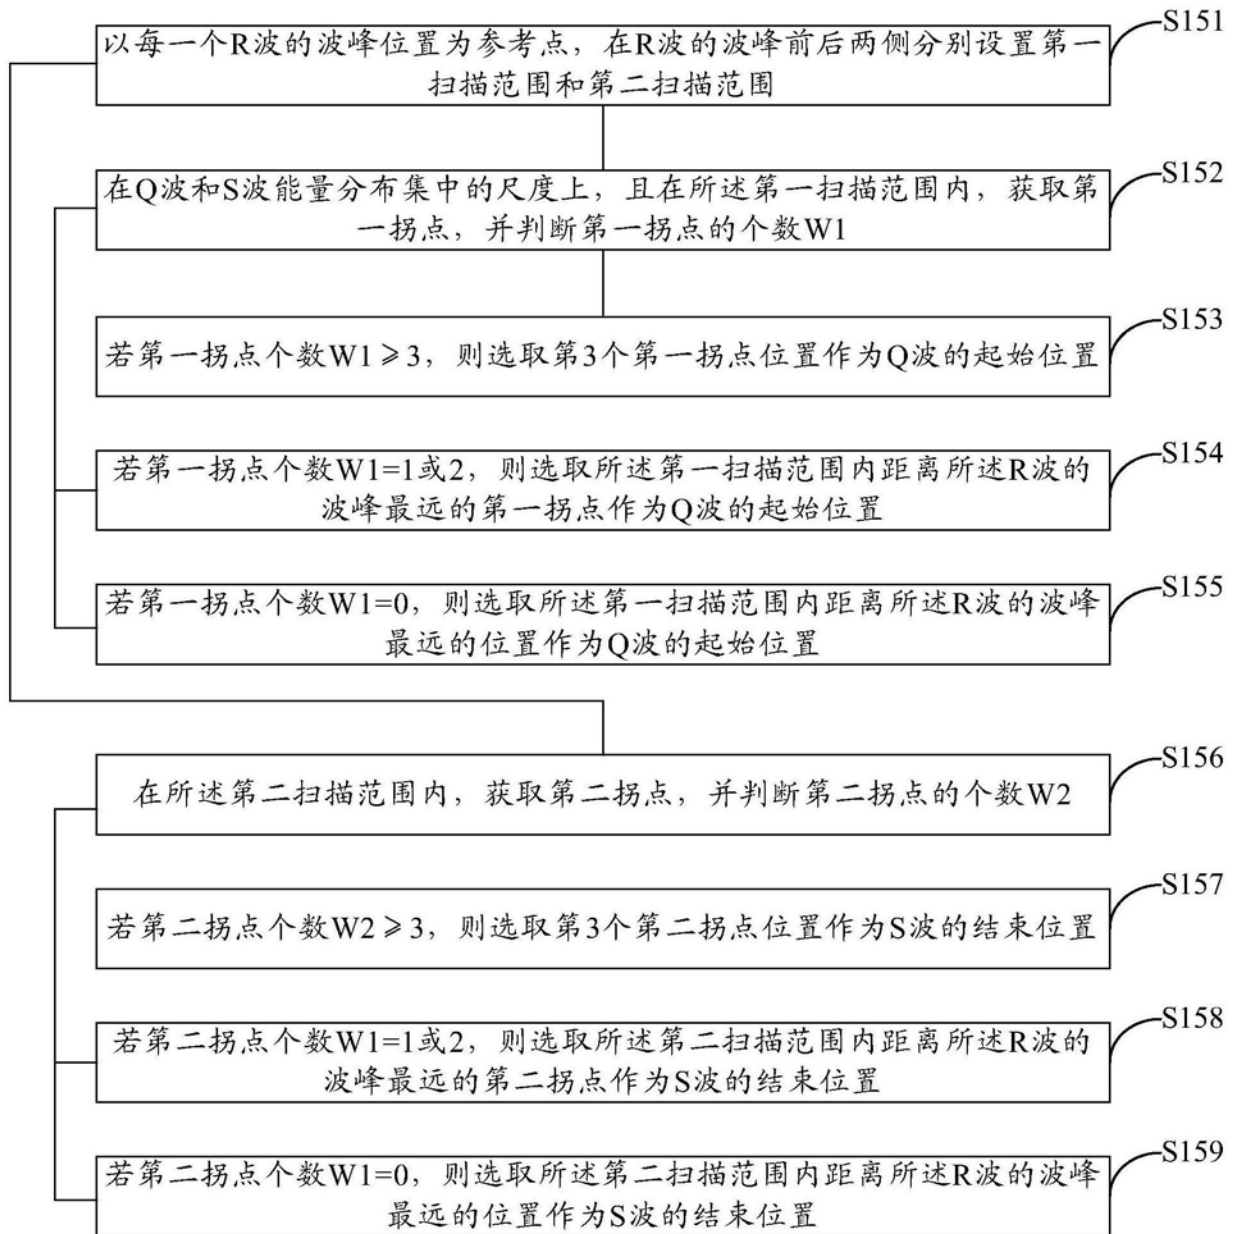 S151
以每一个R波的波峰位置为参考点，在R波的波峰前后两侧分别设置第一
扫描范围和第二扫描范围
S152
在Q波和S波能量分布集中的尺度上，且在所述第一扫描范围内，获取第
一拐点，并判断第一拐点的个数W1
S153
若第一拐点个数W1≥3，则选取第3个第一拐点位置作为Q波的起始位置
S154
若第一拐点个数W1=1或2，则选取所述第一扫描范围内距离所述R波的
波峰最远的第一拐点作为Q波的起始位置
S155
若第一拐点个数W1=0，则选取所述第一扫描范围内距离所述R波的波峰
最远的位置作为Q波的起始位置
S156
在所述第二扫描范围内，获取第二拐点，并判断第二拐点的个数W2
S157
若第二拐点个数W2≥3，则选取第3个第二拐点位置作为S波的结束位置
S158
若第二拐点个数W1=1或2，则选取所述第二扫描范围内距离所述R波的
波峰最远的第二拐点作为S波的结束位置
S159
若第二拐点个数W1=0，则选取所述第二扫描范围内距离所述R波的波峰
最远的位置作为S波的结束位置